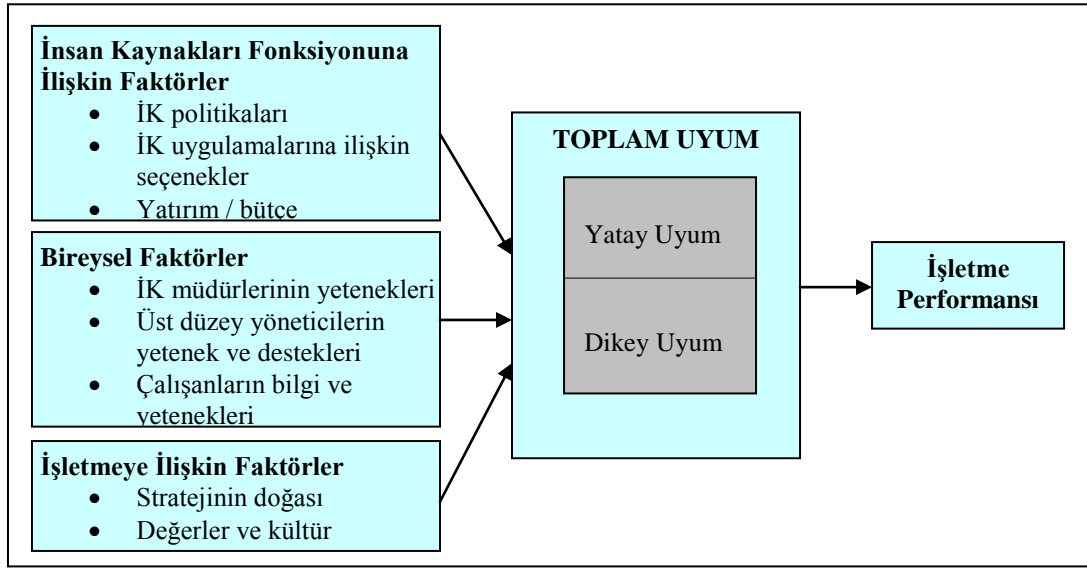 İnsan Kaynakları Fonksiyonuna
İlişkin Faktörler
• İK politikaları
• İK uygulamalarına ilişkin
seçenekler
• Yatırım / bütçe
Bireysel Faktörler
• İK müdürlerinin yetenekleri
• Üst düzey yöneticilerin
yetenek ve destekleri
• Çalışanların bilgi ve
yetenekleri
İşletmeye İlişkin Faktörler
• Stratejinin doğası
• Değerler ve kültür
TOPLAM UYUM
Yatay Uyum
Dikey Uyum
İşletme
Performansı